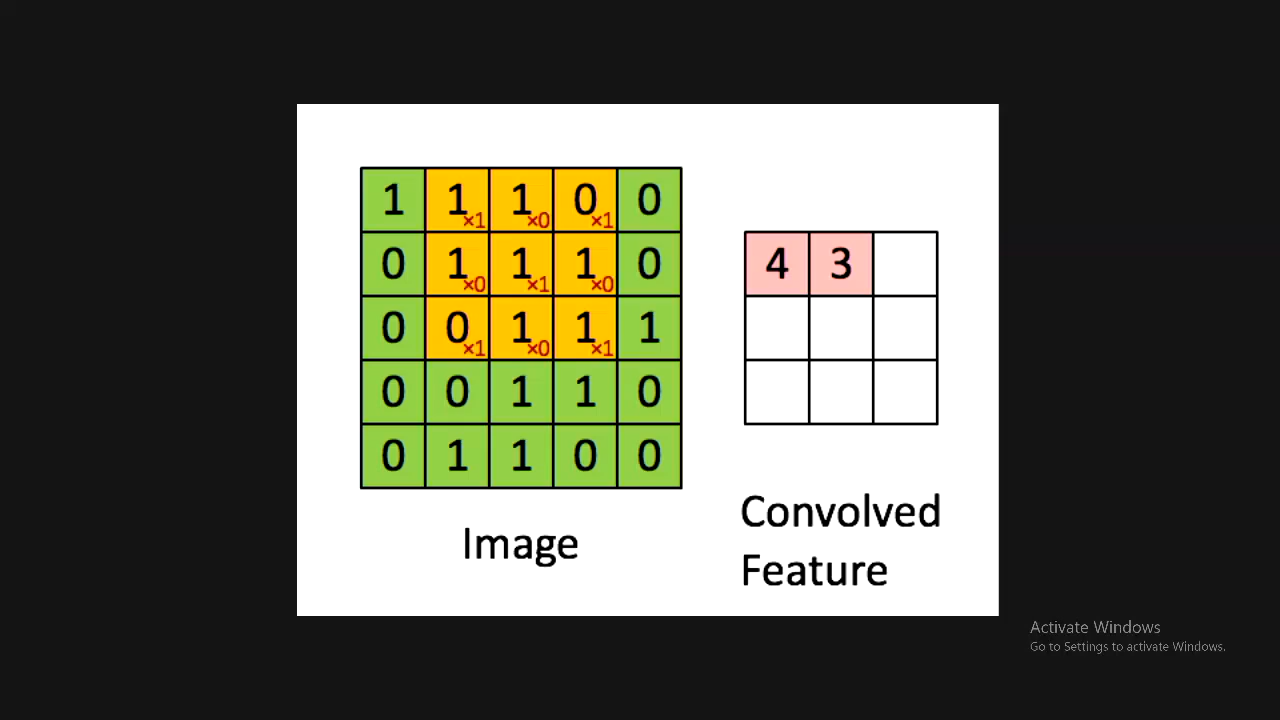 1 1×1 1×0 0×1 0
0 1×0 1×1 1×0 0
0 0×1 1×0 1×1 1
0 0 1 1 0
0 1 1 0 0
Image
4 3
Convolved
Feature
Activate Windows
Go to Settings to activate Windows.